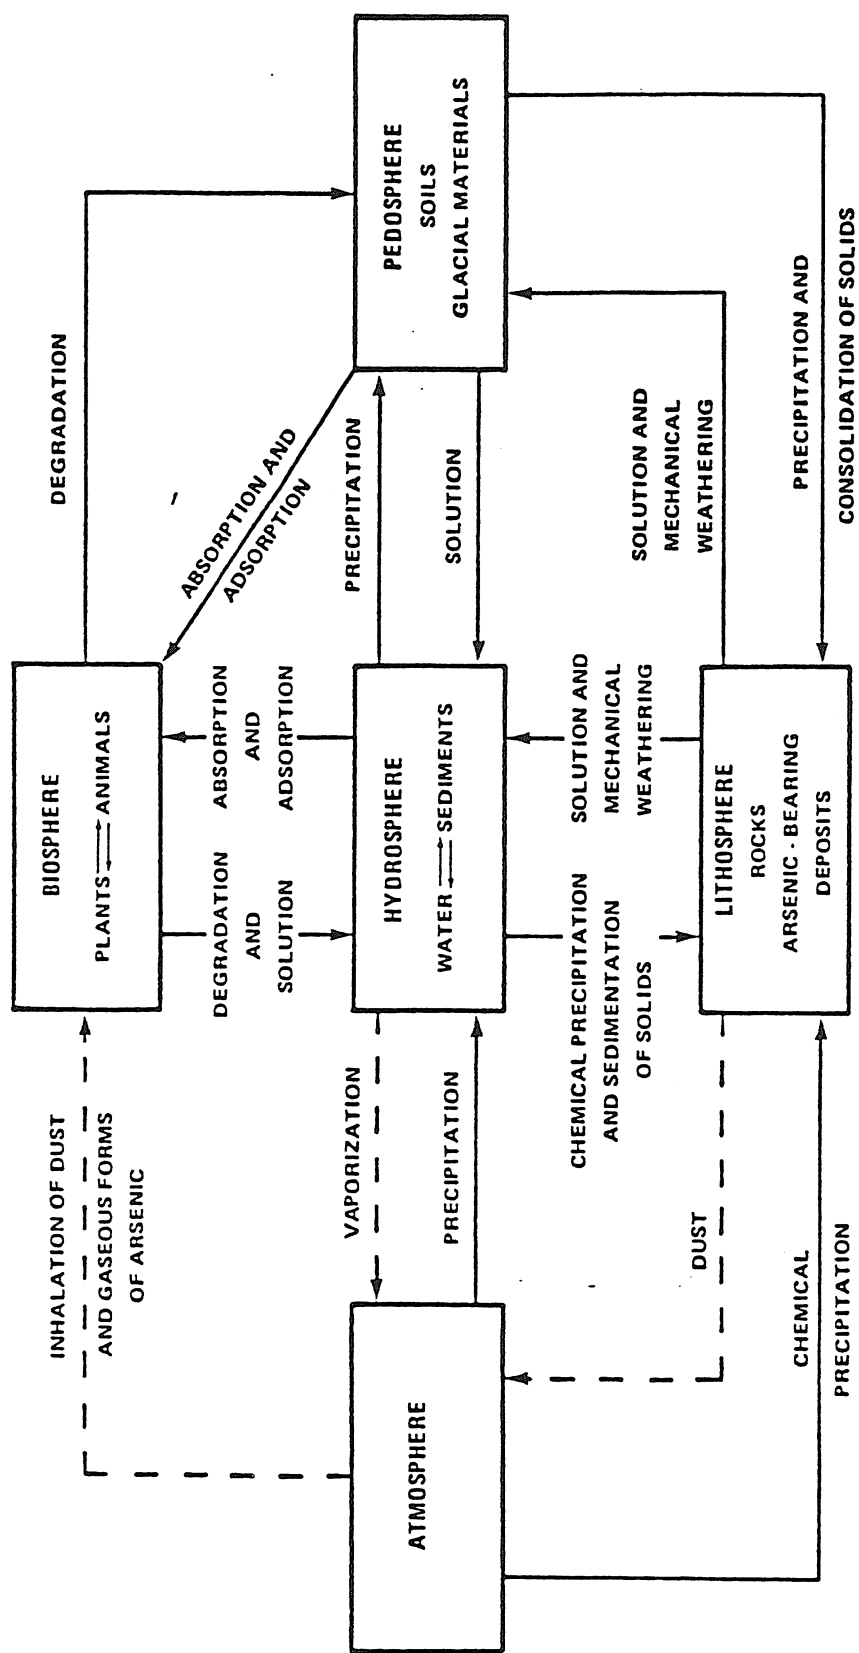 DEGRADATION
BIOSPHERE
PLANTS ANIMALS
INHALATION OF DUST
AND GASEOUS FORMS
OF ARSENIC
ABSORPTION AND
ADSORPTION
DEGRADATION
AND
SOLUTION
ABSORPTION
AND
ADSORPTION
ATMOSPHERE
VAPORIZATION
PRECIPITATION
HYDROSPHERE
WATER SEDIMENTS
PRECIPITATION
SOLUTION
PEDOSPHERE
SOILS
GLACIAL MATERIALS
CHEMICAL PRECIPITATION
AND SEDIMENTATION
OF SOLIDS
SOLUTION AND
MECHANICAL
WEATHERING
SOLUTION AND
MECHANICAL
WEATHERING
DUST
LITHOSPHERE
ROCKS
ARSENIC - BEARING
DEPOSITS
CHEMICAL
PRECIPITATION
PRECIPITATION AND
CONSOLIDATION OF SOLIDS